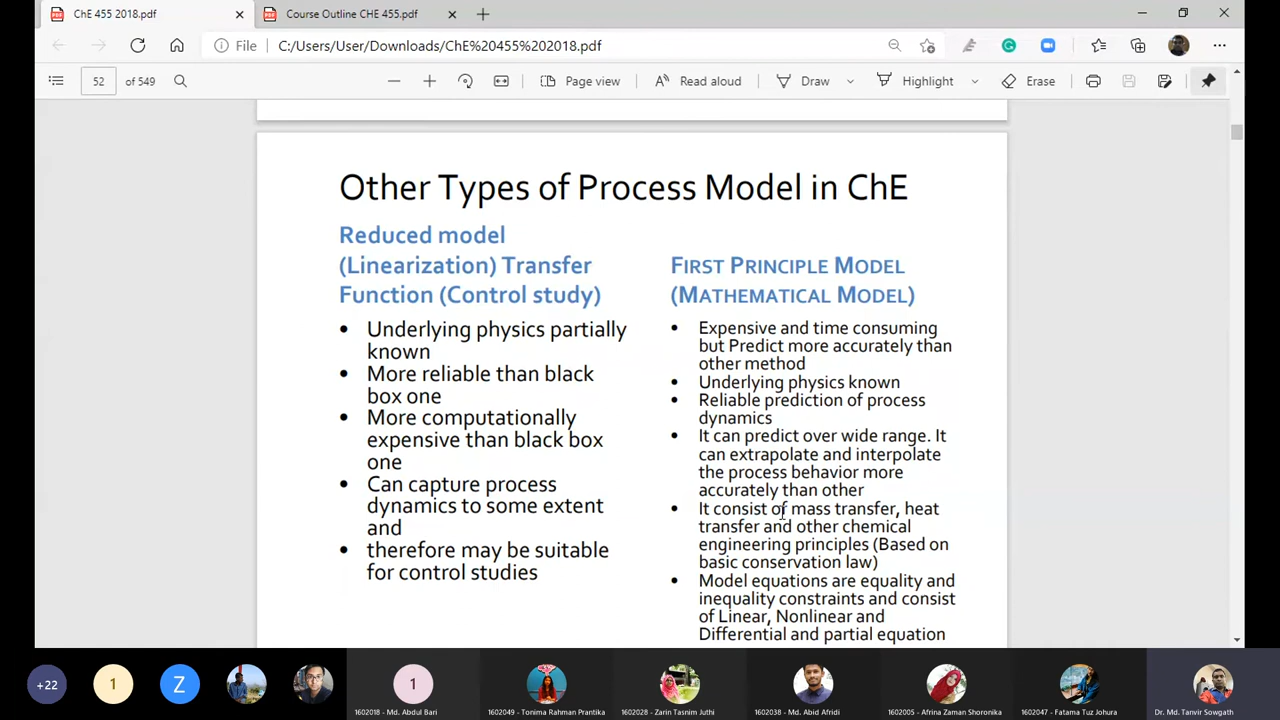 ChE 455 2018.pdf
Course Outline CHE 455.pdf
File
C:/Users/User/Downloads/ChE%20455%202018.pdf
52
of 549
Page view
Read aloud
Draw
Highlight
Erase
Other Types of Process Model in ChE
Reduced model
(Linearization) Transfer
Function (Control study)
• Underlying physics partially
known
• More reliable than black
box one
• More computationally
expensive than black box
one
• Can capture process
dynamics to some extent
and
• therefore may be suitable
for control studies
FIRST PRINCIPLE MODEL
(MATHEMATICAL MODEL)
• Expensive and time consuming
but Predict more accurately than
other method
• Underlying physics known
• Reliable prediction of process
dynamics
• It can predict over wide range. It
can extrapolate and interpolate
the process behavior more
accurately than other
• It consist of mass transfer, heat
transfer and other chemical
engineering principles (Based on
basic conservation law)
• Model equations are equality and
inequality constraints and consist
of Linear, Nonlinear and
Differential and partial equation
+22
1
Z
1
1602018 - Md. Abdul Bari
1602049 - Tonima Rahman Prantika
1602028 - Zarin Tasnim Juthi
1602038 - Md. Abid Afridi
1602005 - Afrina Zaman Shoronika
1602047 - Fatama Tuz Johura
Dr. Md. Tanvir Sowgath